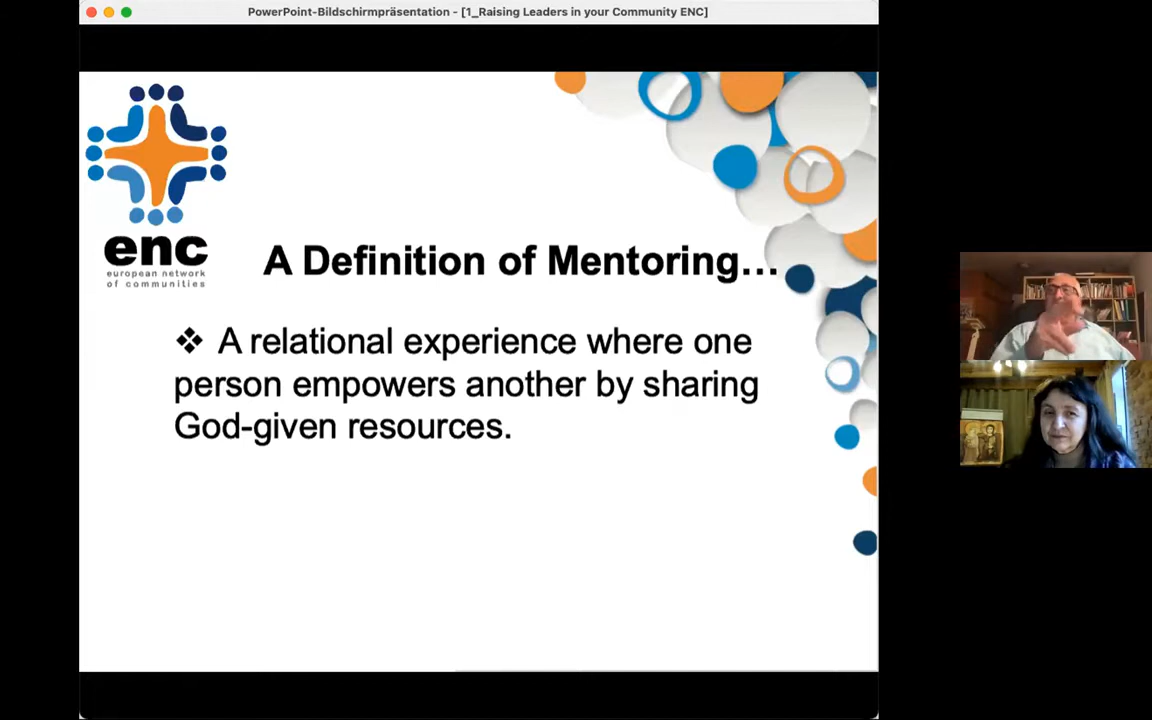 PowerPoint-Bildschirmpräsentation - [1_Raising Leaders in your Community ENC]
enc
european network
of communities
A Definition of Mentoring...
❖ A relational experience where one
person empowers another by sharing
God-given resources.